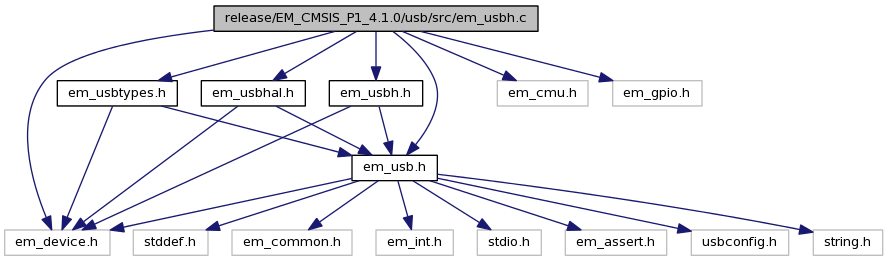 release/EM_CMSIS_P1_4.1.0/usb/src/em_usbh.c
em_usbtypes.h
em_usbhal.h
em_usbh.h
em_cmu.h
em_gpio.h
em_usb.h
em_device.h
stddef.h
em_common.h
em_int.h
stdio.h
em_assert.h
usbconfig.h
string.h